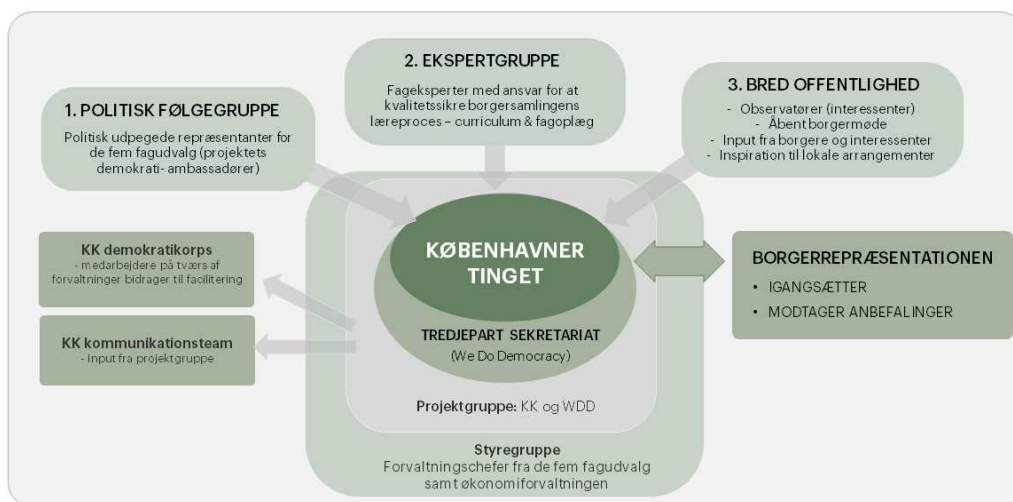 1. POLITISK FØLGEGRUPPE
Politisk udpegede repræsentanter for
de fem fagudvalg (projektets
demokrati- ambassadører)
2. EKSPERTGRUPPE
Fageksperter med ansvar for at
kvalitetssikre borgersamlingens
læreproces – curriculum & fagoplæg
3. BRED OFFENTLIGHED
- Observatører (interessenter)
- Åbent borgermøde
- Input fra borgere og interessenter
- Inspiration til lokale arrangementer
KK demokratikorps
- medarbejdere på tværs af
forvaltninger bidrager til facilitering
KK kommunikationsteam
- Input fra projektgruppe
KØBENHAVNER
TINGET
TREDJEPART SEKRETARIAT
(We Do Democracy)
Projektgruppe: KK og WDD
Styregruppe
Forvaltningschefer fra de fem fagudvalg
samt økonomiforvaltningen
BORGERREPRÆSENTATIONEN
• IGANGSÆTTER
• MODTAGER ANBEFALINGER